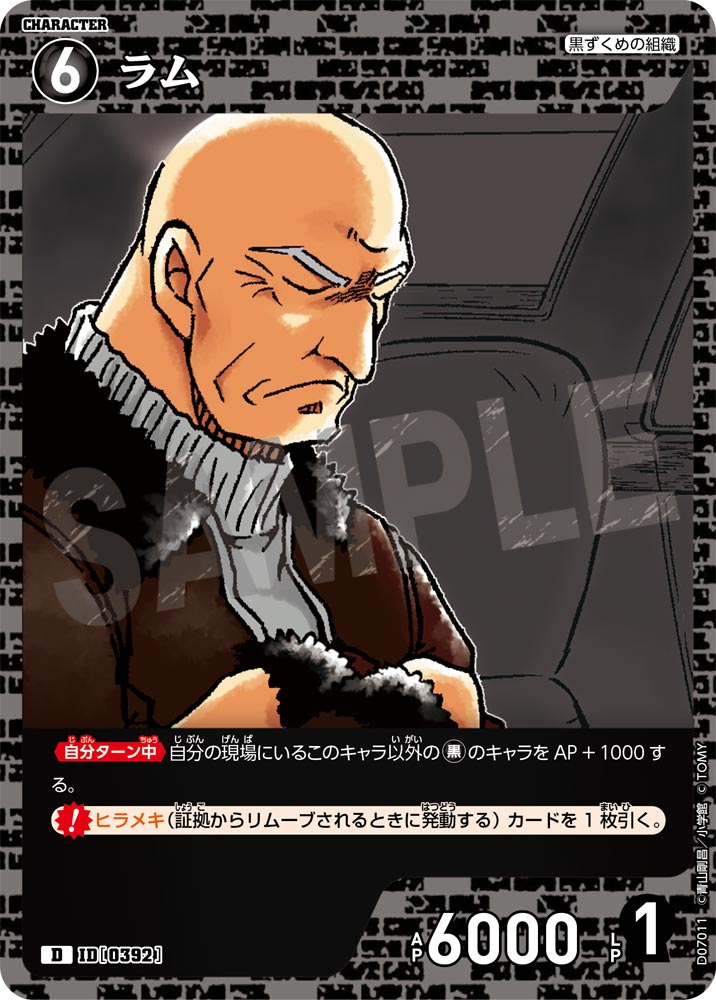 CHARACTER
6 ラム
黒ずくめの組織
SAMPLE
自分ターン中 自分の現場にいるこのキャラ以外の黒のキャラをAP+1000す
る。
! ヒラメキ(証拠からリムーブされるときに発動する)カードを1枚引く。
D ID[0392]
AP 6000 LP 1
D07011 ©青山剛昌/小学館 ©TOMY